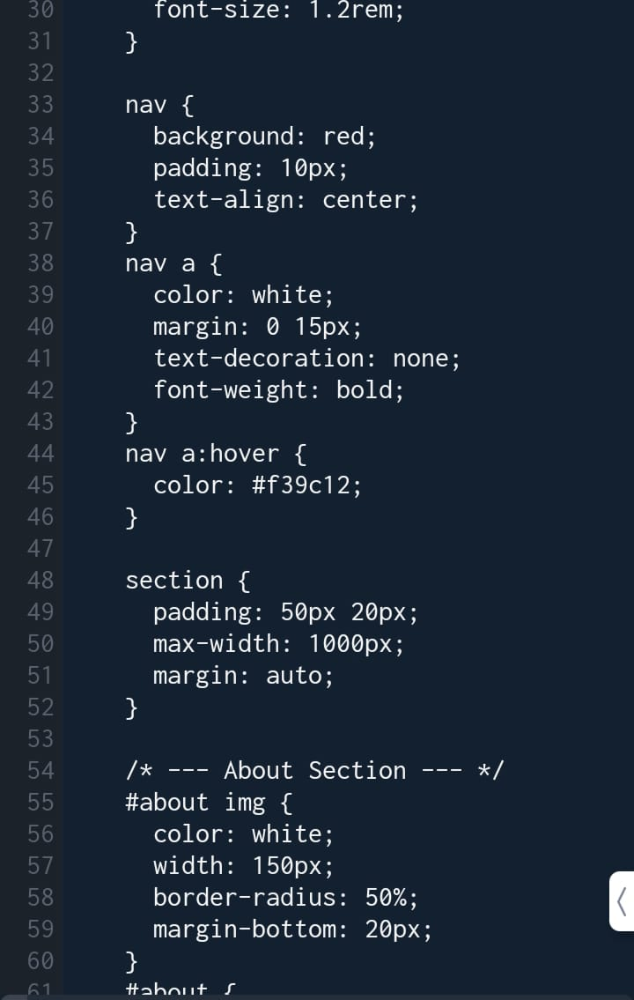 30 font-size: 1.2rem;
31 }
32
33 nav {
34 background: red;
35 padding: 10px;
36 text-align: center;
37 }
38 nav a {
39 color: white;
40 margin: 0 15px;
41 text-decoration: none;
42 font-weight: bold;
43 }
44 nav a:hover {
45 color: #f39c12;
46 }
47
48 section {
49 padding: 50px 20px;
50 max-width: 1000px;
51 margin: auto;
52 }
53
54 /* --- About Section --- */
55 #about img {
56 color: white;
57 width: 150px;
58 border-radius: 50%;
59 margin-bottom: 20px;
60 }
61 #about {